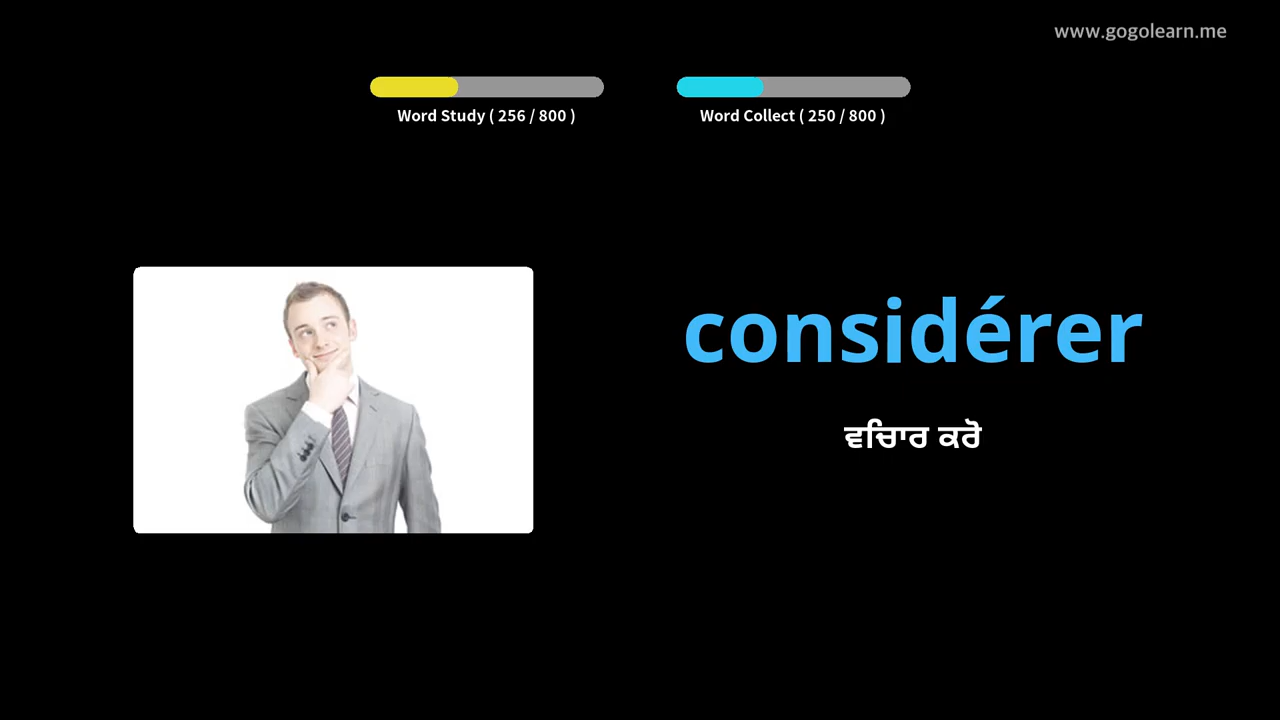 www.gogolearn.me
Word Study ( 256 / 800 )
Word Collect ( 250 / 800 )
considérer
ਵਿਚਾਰ ਕਰੋ